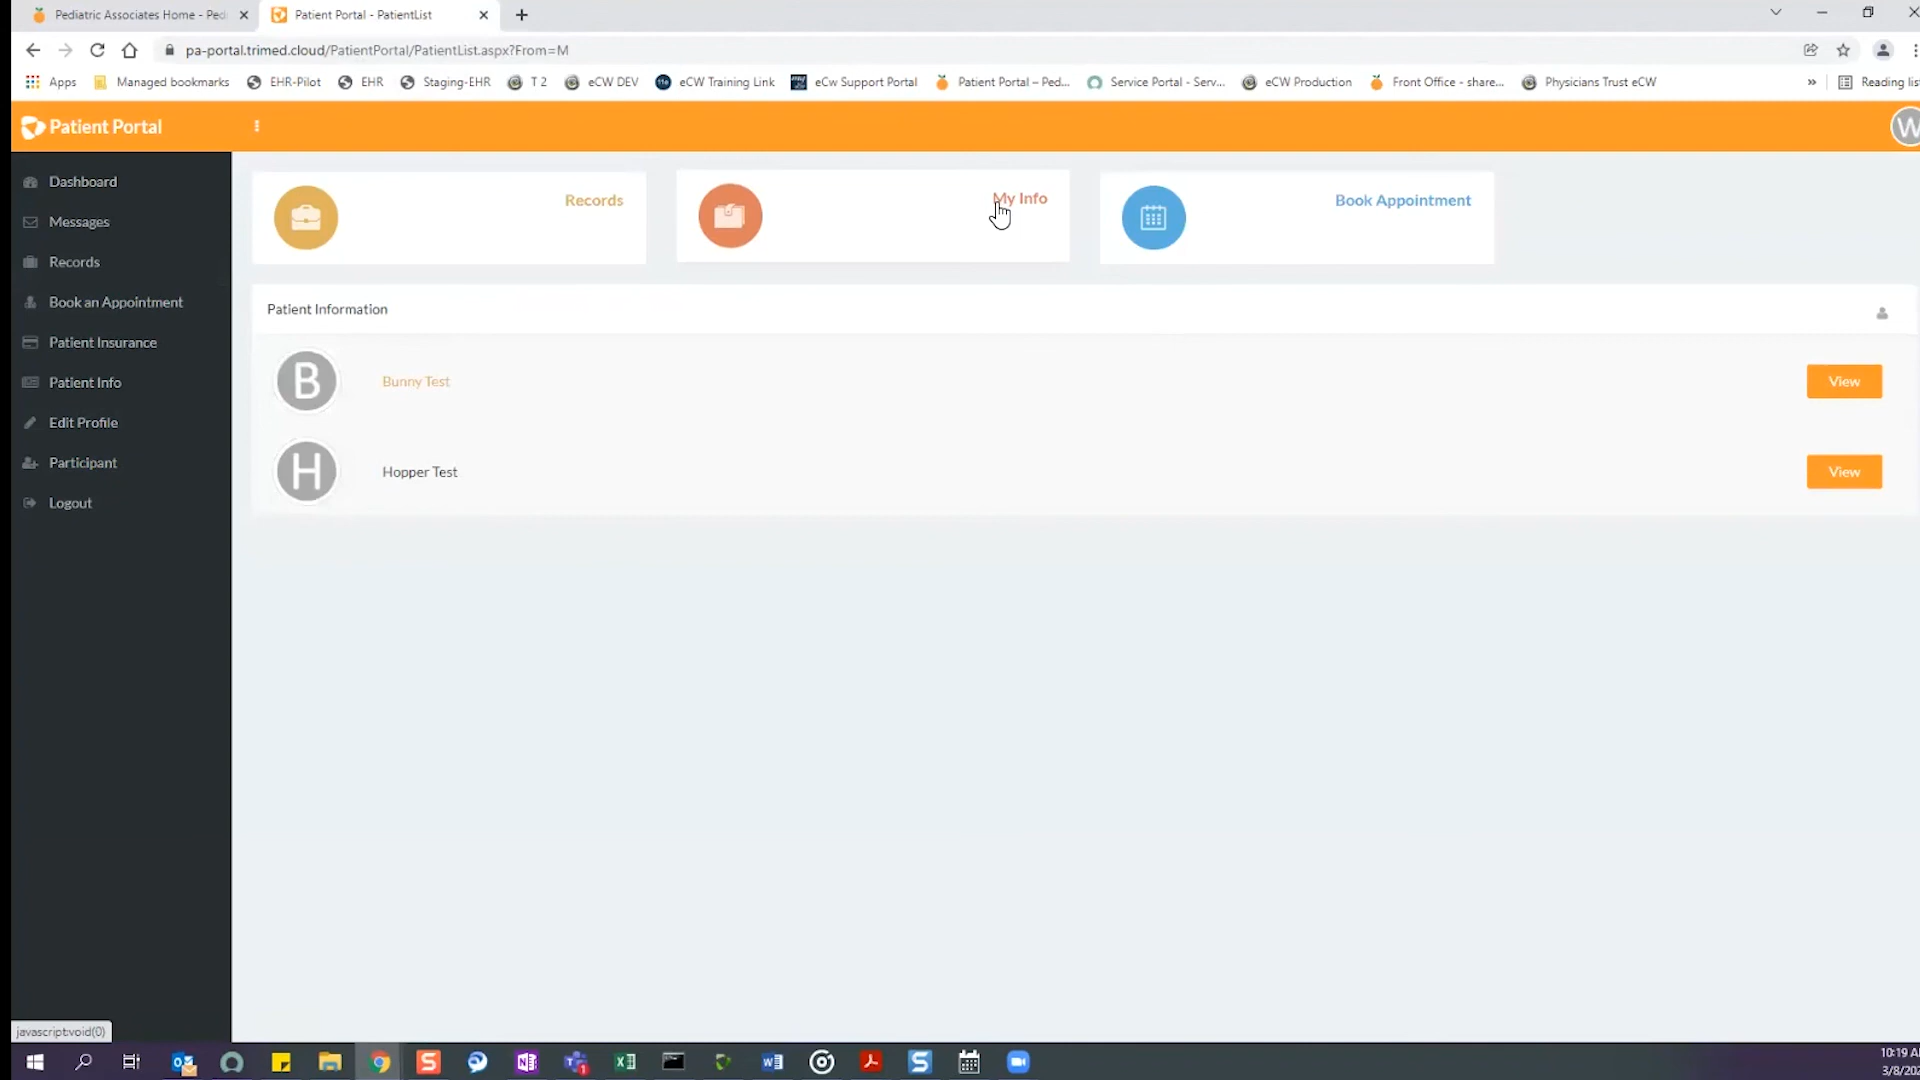 Pediatric Associates Home - Ped
Patient Portal - PatientList
pa-portal.trimed.cloud/PatientPortal/PatientList.aspx?From=M
Apps
Managed bookmarks
EHR-Pilot
EHR
Staging-EHR
T 2
eCW DEV
eCW Training Link
eCw Support Portal
Patient Portal – Ped...
Service Portal - Serv...
eCW Production
Front Office - share...
Physicians Trust eCW
»
Reading list
Patient Portal
W
Dashboard
Messages
Records
Book an Appointment
Patient Insurance
Patient Info
Edit Profile
Participant
Logout
Records
My Info
Book Appointment
Patient Information
B
Bunny Test
View
H
Hopper Test
View
javascript:void(0)
10:19 A
3/8/202